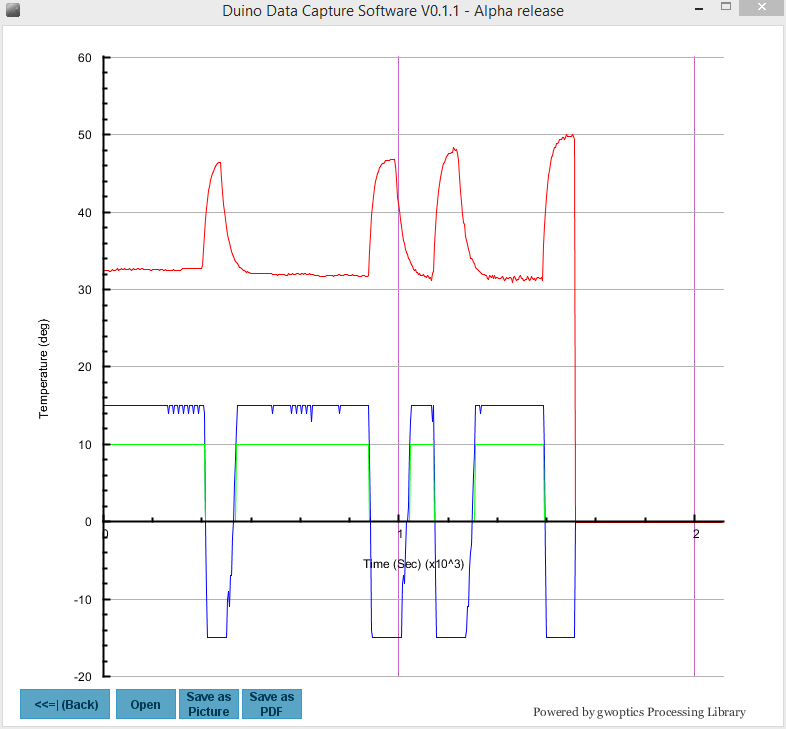 Duino Data Capture Software V0.1.1 - Alpha release
60
50
40
30
20
10
0
-10
-20
Temperature (deg)
0
1
2
Time (Sec) (x10^3)
<<=| (Back)
Open
Save as
Picture
Save as
PDF
Powered by gwoptics Processing Library